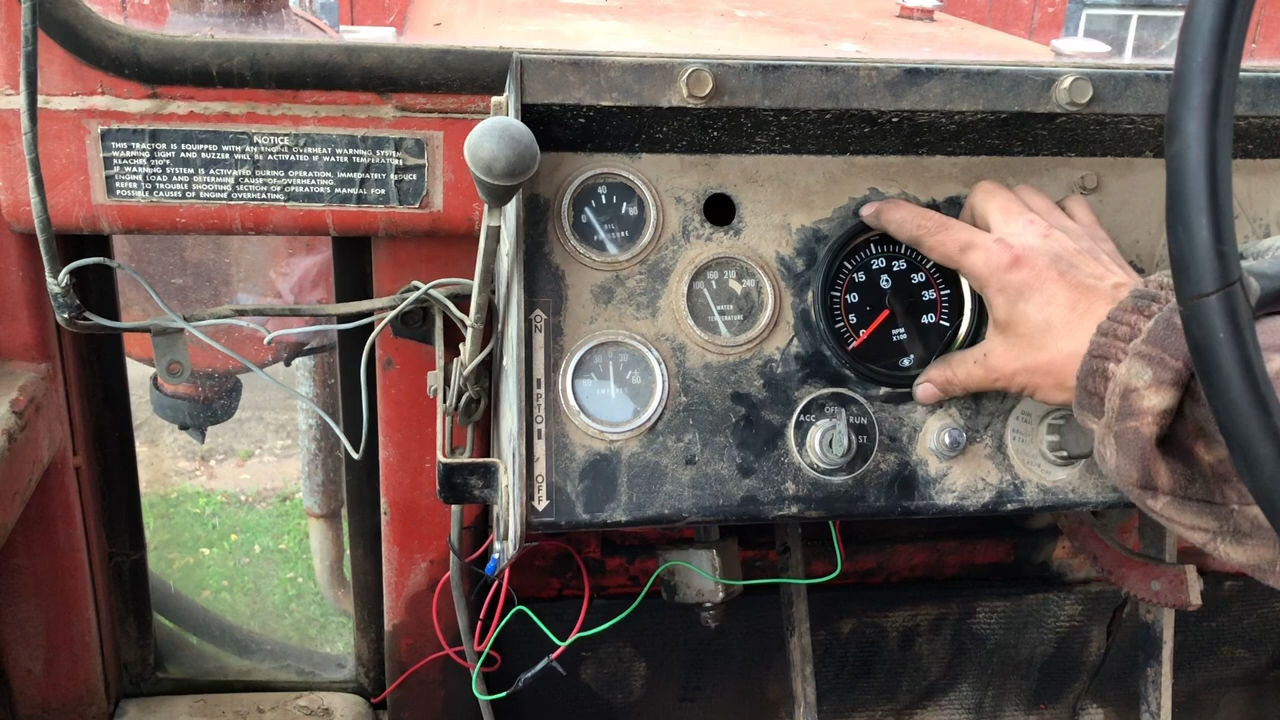 NOTICE
THIS TRACTOR IS EQUIPPED WITH AN ENGINE OVERHEAT WARNING SYSTEM
WARNING LIGHT AND BUZZER WILL BE ACTIVATED IF WATER TEMPERATURE
REACHES 210°F.
IF WARNING SYSTEM IS ACTIVATED DURING OPERATION, IMMEDIATELY REDUCE
ENGINE LOAD AND DETERMINE CAUSE OF OVERHEATING.
REFER TO TROUBLE SHOOTING SECTION OF OPERATOR'S MANUAL FOR
POSSIBLE CAUSES OF ENGINE OVERHEATING.
0 40 80
OIL
PRESSURE
100 160 210 240
WATER
TEMPERATURE
60 30 0 30 60
AMPERES
0 5 10 15 20 25 30 35 40
RPM
X100
ON
PTO
OFF
ACC OFF RUN
ST